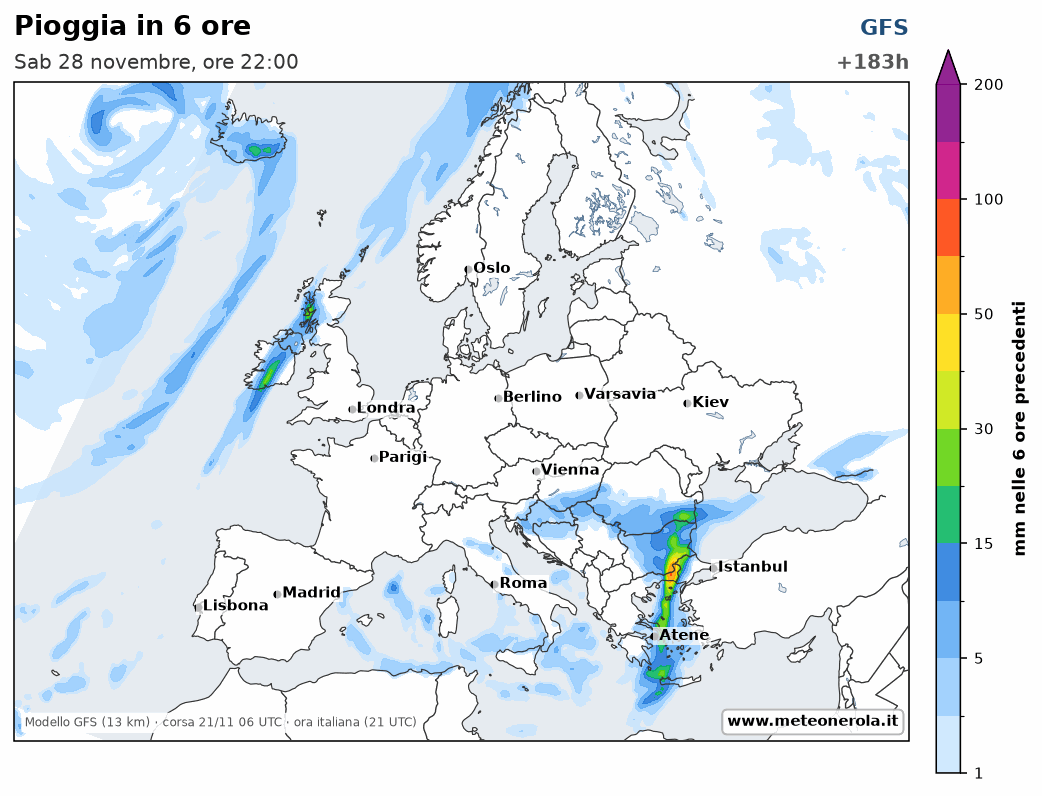 Pioggia in 6 ore
GFS
Sab 28 novembre, ore 22:00
+183h
200
100
50
30
15
5
1
mm nelle 6 ore precedenti
Oslo
Berlino
Varsavia
Kiev
Londra
Parigi
Vienna
Istanbul
Roma
Madrid
Lisbona
Atene
Modello GFS (13 km) · corsa 21/11 06 UTC · ora italiana (21 UTC)
www.meteonerola.it